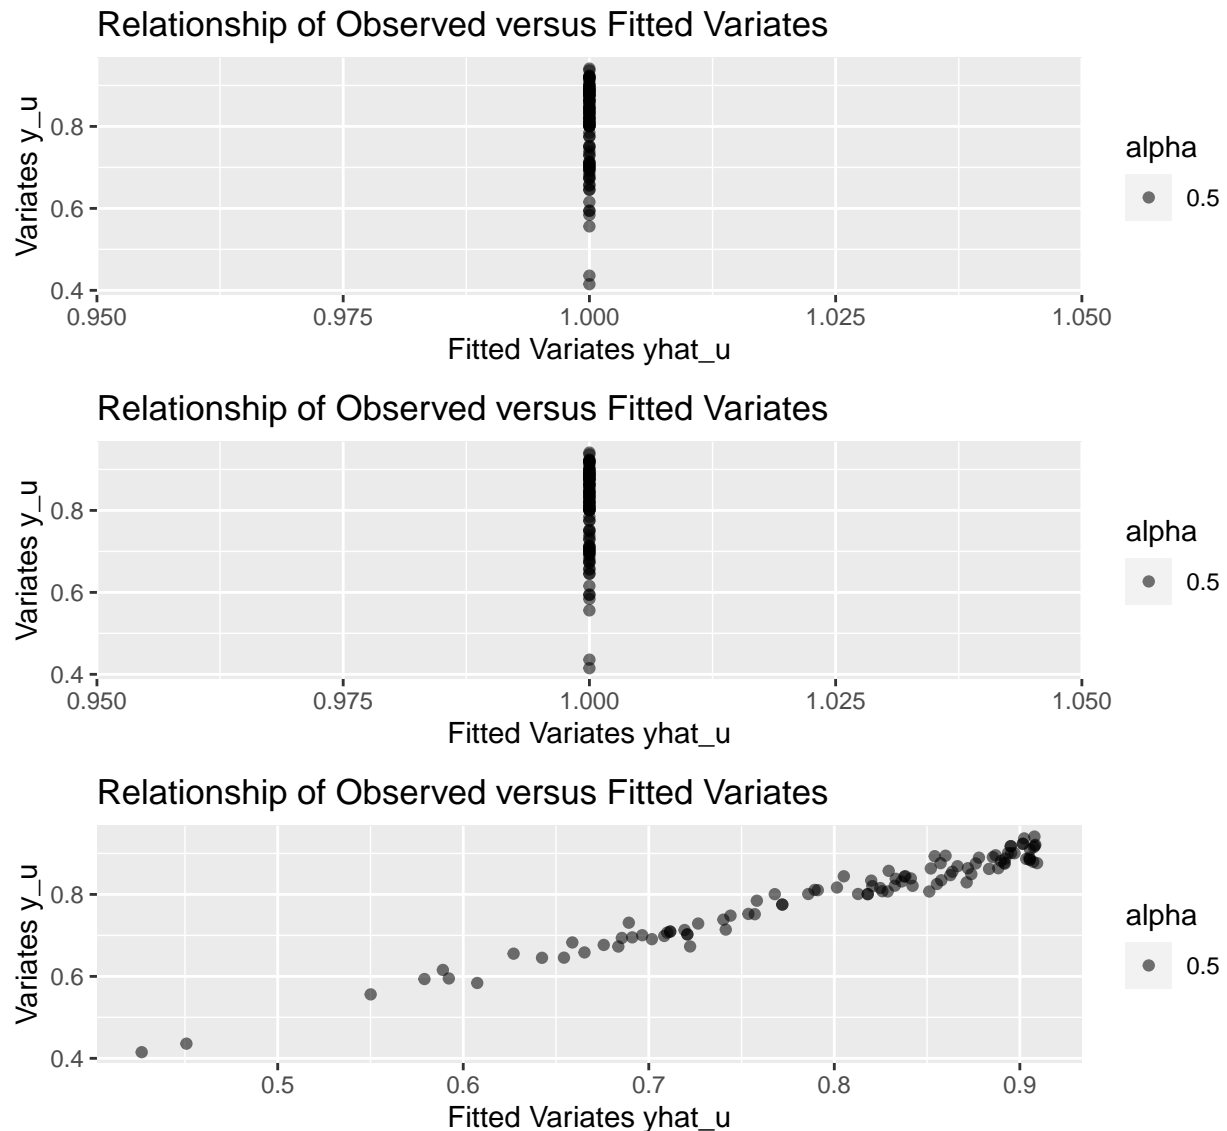 Relationship of Observed versus Fitted Variates
Variates y_u
0.8
0.6
0.4
0.950 0.975 1.000 1.025 1.050
Fitted Variates yhat_u
alpha
0.5
Relationship of Observed versus Fitted Variates
Variates y_u
0.8
0.6
0.4
0.950 0.975 1.000 1.025 1.050
Fitted Variates yhat_u
alpha
0.5
Relationship of Observed versus Fitted Variates
Variates y_u
0.8
0.6
0.4
0.5 0.6 0.7 0.8 0.9
Fitted Variates yhat_u
alpha
0.5